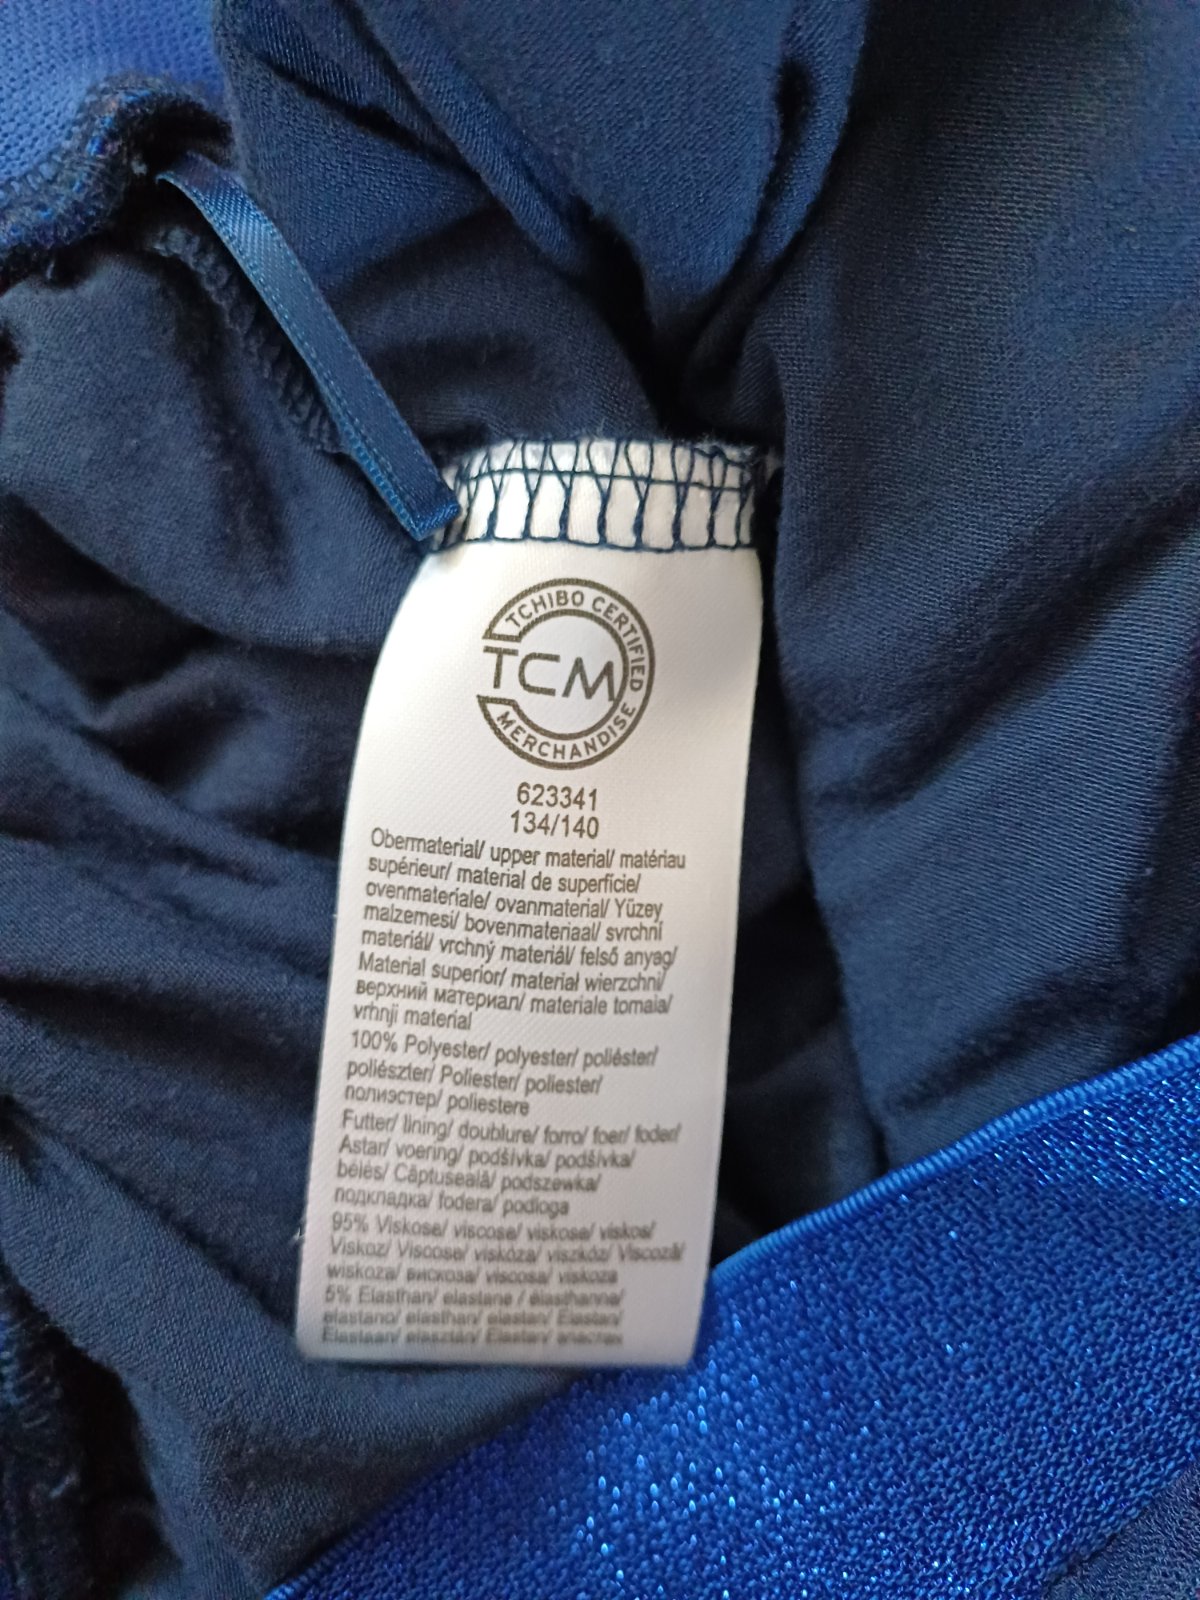 TCHIBO CERTIFIED
TCM
MERCHANDISE
623341
134/140
Obermaterial/ upper material/ matériau
supérieur/ material de superfície/
ovenmateriale/ ovanmaterial/ Yüzey
malzemesi/ bovenmateriaal/ svrchní
materiál/ vrchný materiál/ felső anyag/
Material superior/ materiał wierzchni/
верхний материал/ materiale tomaia/
vrhnji material
100% Polyester/ polyester/ poliéster/
poliészter/ Poliester/ poliester/
полиэстер/ poliestere
Futter/ lining/ doublure/ forro/ foer/ foder/
Astar/ voering/ podšívka/ podšívka/
bélés/ Căptuseală/ podszewka/
подкладка/ fodera/ podloga
95% Viskose/ viscose/ viskose/ viskos/
Viskoz/ Viscose/ viskóza/ viszkóz/ Viscoză/
wiskoza/ вискоза/ viscosa/ viskoza
5% Elasthan/ elastane / élasthanne/
elastano/ elasthan/ elastan/ Elastan/
Elastaan/ elasztán/ Elastan/ эластан